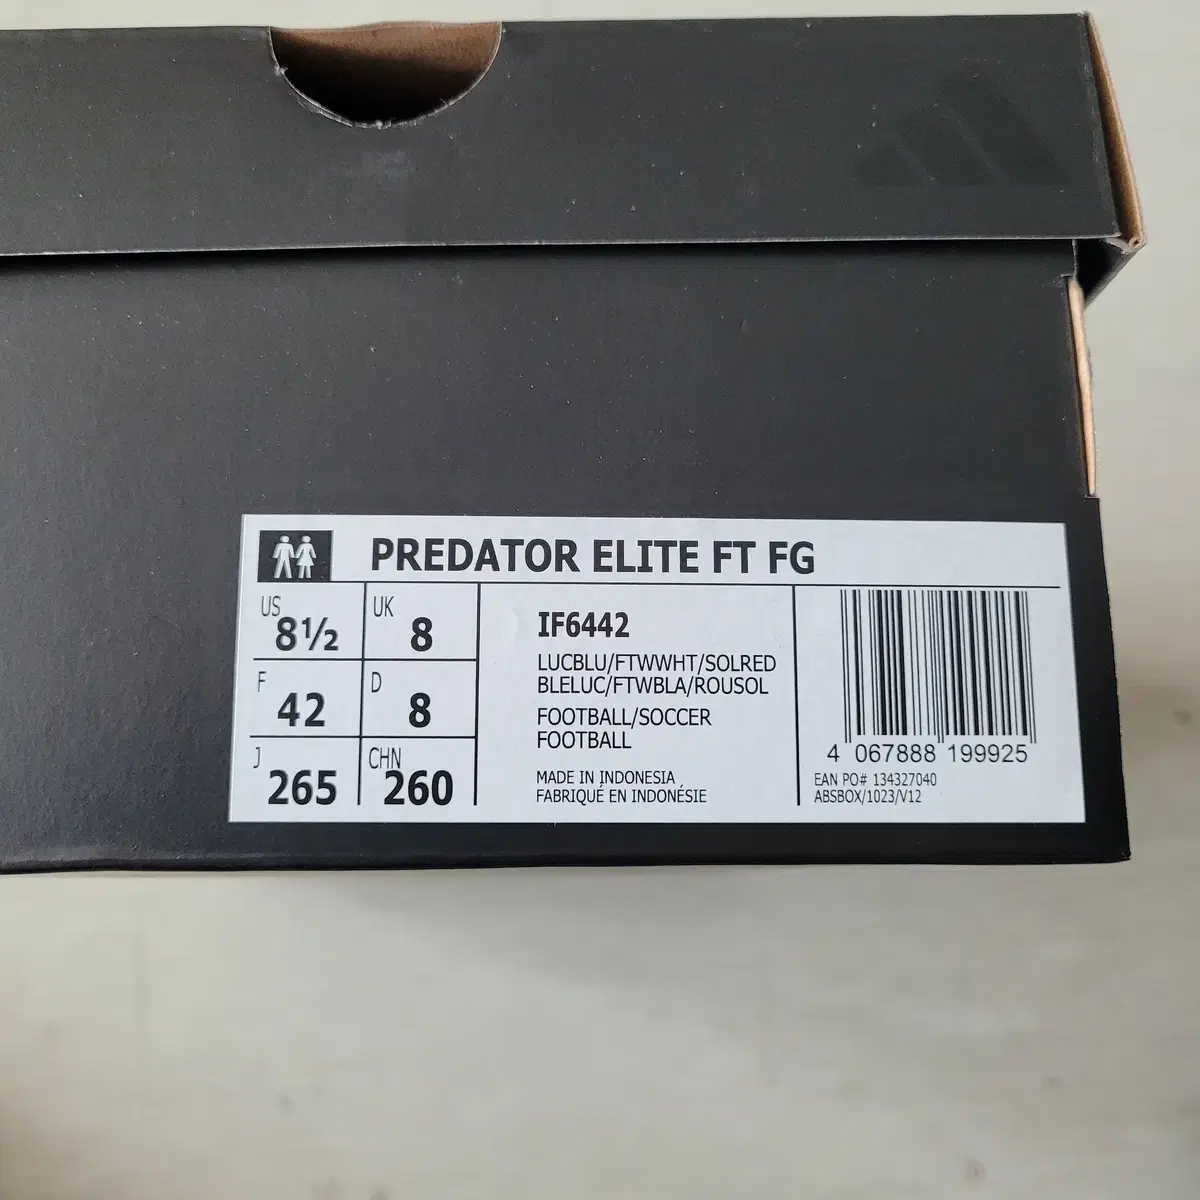 PREDATOR ELITE FT FG
US 8½ UK 8
F 42 D 8
J 265 CHN 260
IF6442
LUCBLU/FTWWHT/SOLRED
BLELUC/FTWBLA/ROUSOL
FOOTBALL/SOCCER
FOOTBALL
MADE IN INDONESIA
FABRIQUÉ EN INDONÉSIE
4 067888 199925
EAN PO# 134327040
ABSBOX/1023/V12